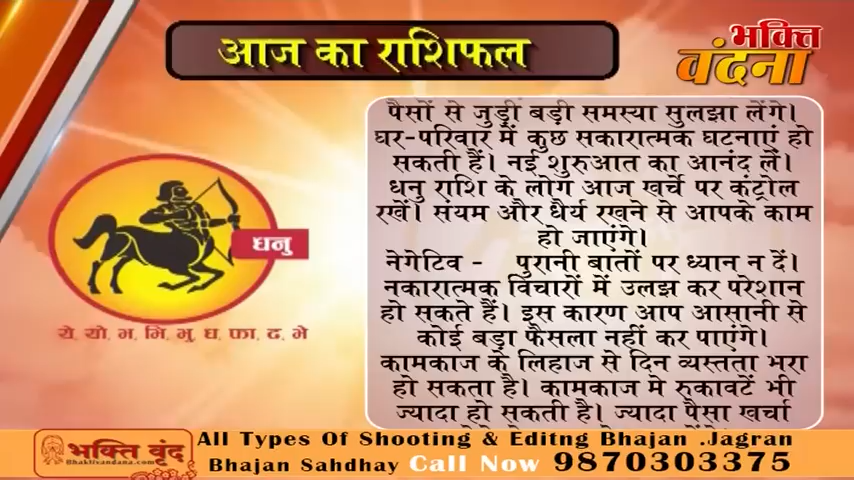 आज का राशिफल
भक्ति
वंदना
पैसों से जुड़ी बड़ी समस्या सुलझा लेंगे।
घर-परिवार में कुछ सकारात्मक घटनाएं हो
सकती हैं। नई शुरुआत का आनंद लें।
धनु राशि के लोग आज खर्चे पर कंट्रोल
रखें। संयम और धैर्य रखने से आपके काम
हो जाएंगे।
नेगेटिव - पुरानी बातों पर ध्यान न दें।
नकारात्मक विचारों में उलझ कर परेशान
हो सकते हैं। इस कारण आप आसानी से
कोई बड़ा फैसला नहीं कर पाएंगे।
कामकाज के लिहाज से दिन व्यस्तता भरा
हो सकता है। कामकाज मे रुकावटें भी
ज्यादा हो सकती है। ज्यादा पैसा खर्चा
धनु
ये, यो, भ, भि, भु, ध, फा, ढ, भे
भक्ति वृंद
Bhaktivandana.com
All Types Of Shooting & Editng Bhajan .Jagran
Bhajan Sahdhay Call Now 9870303375